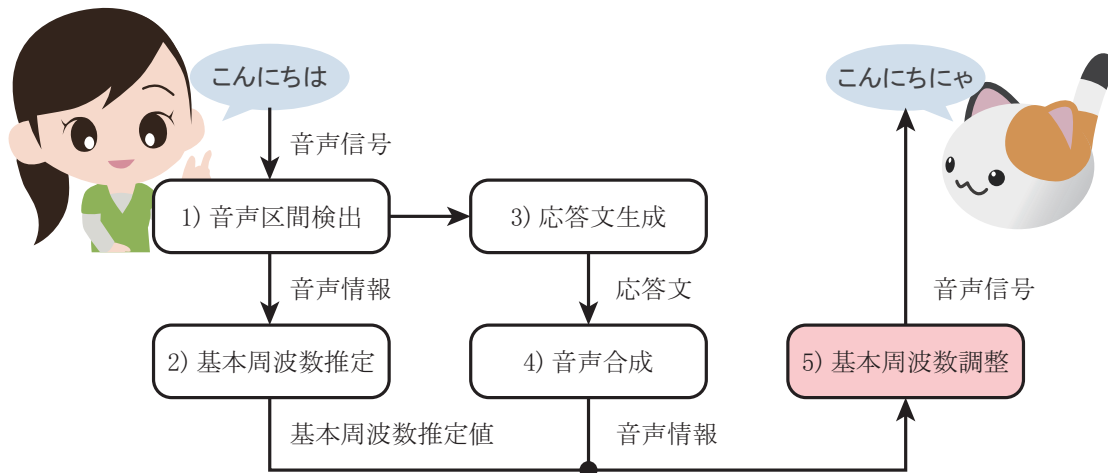 こんにちは
こんにちにゃ
音声信号
1) 音声区間検出
3) 応答文生成
音声情報
応答文
音声信号
2) 基本周波数推定
4) 音声合成
5) 基本周波数調整
基本周波数推定値
音声情報